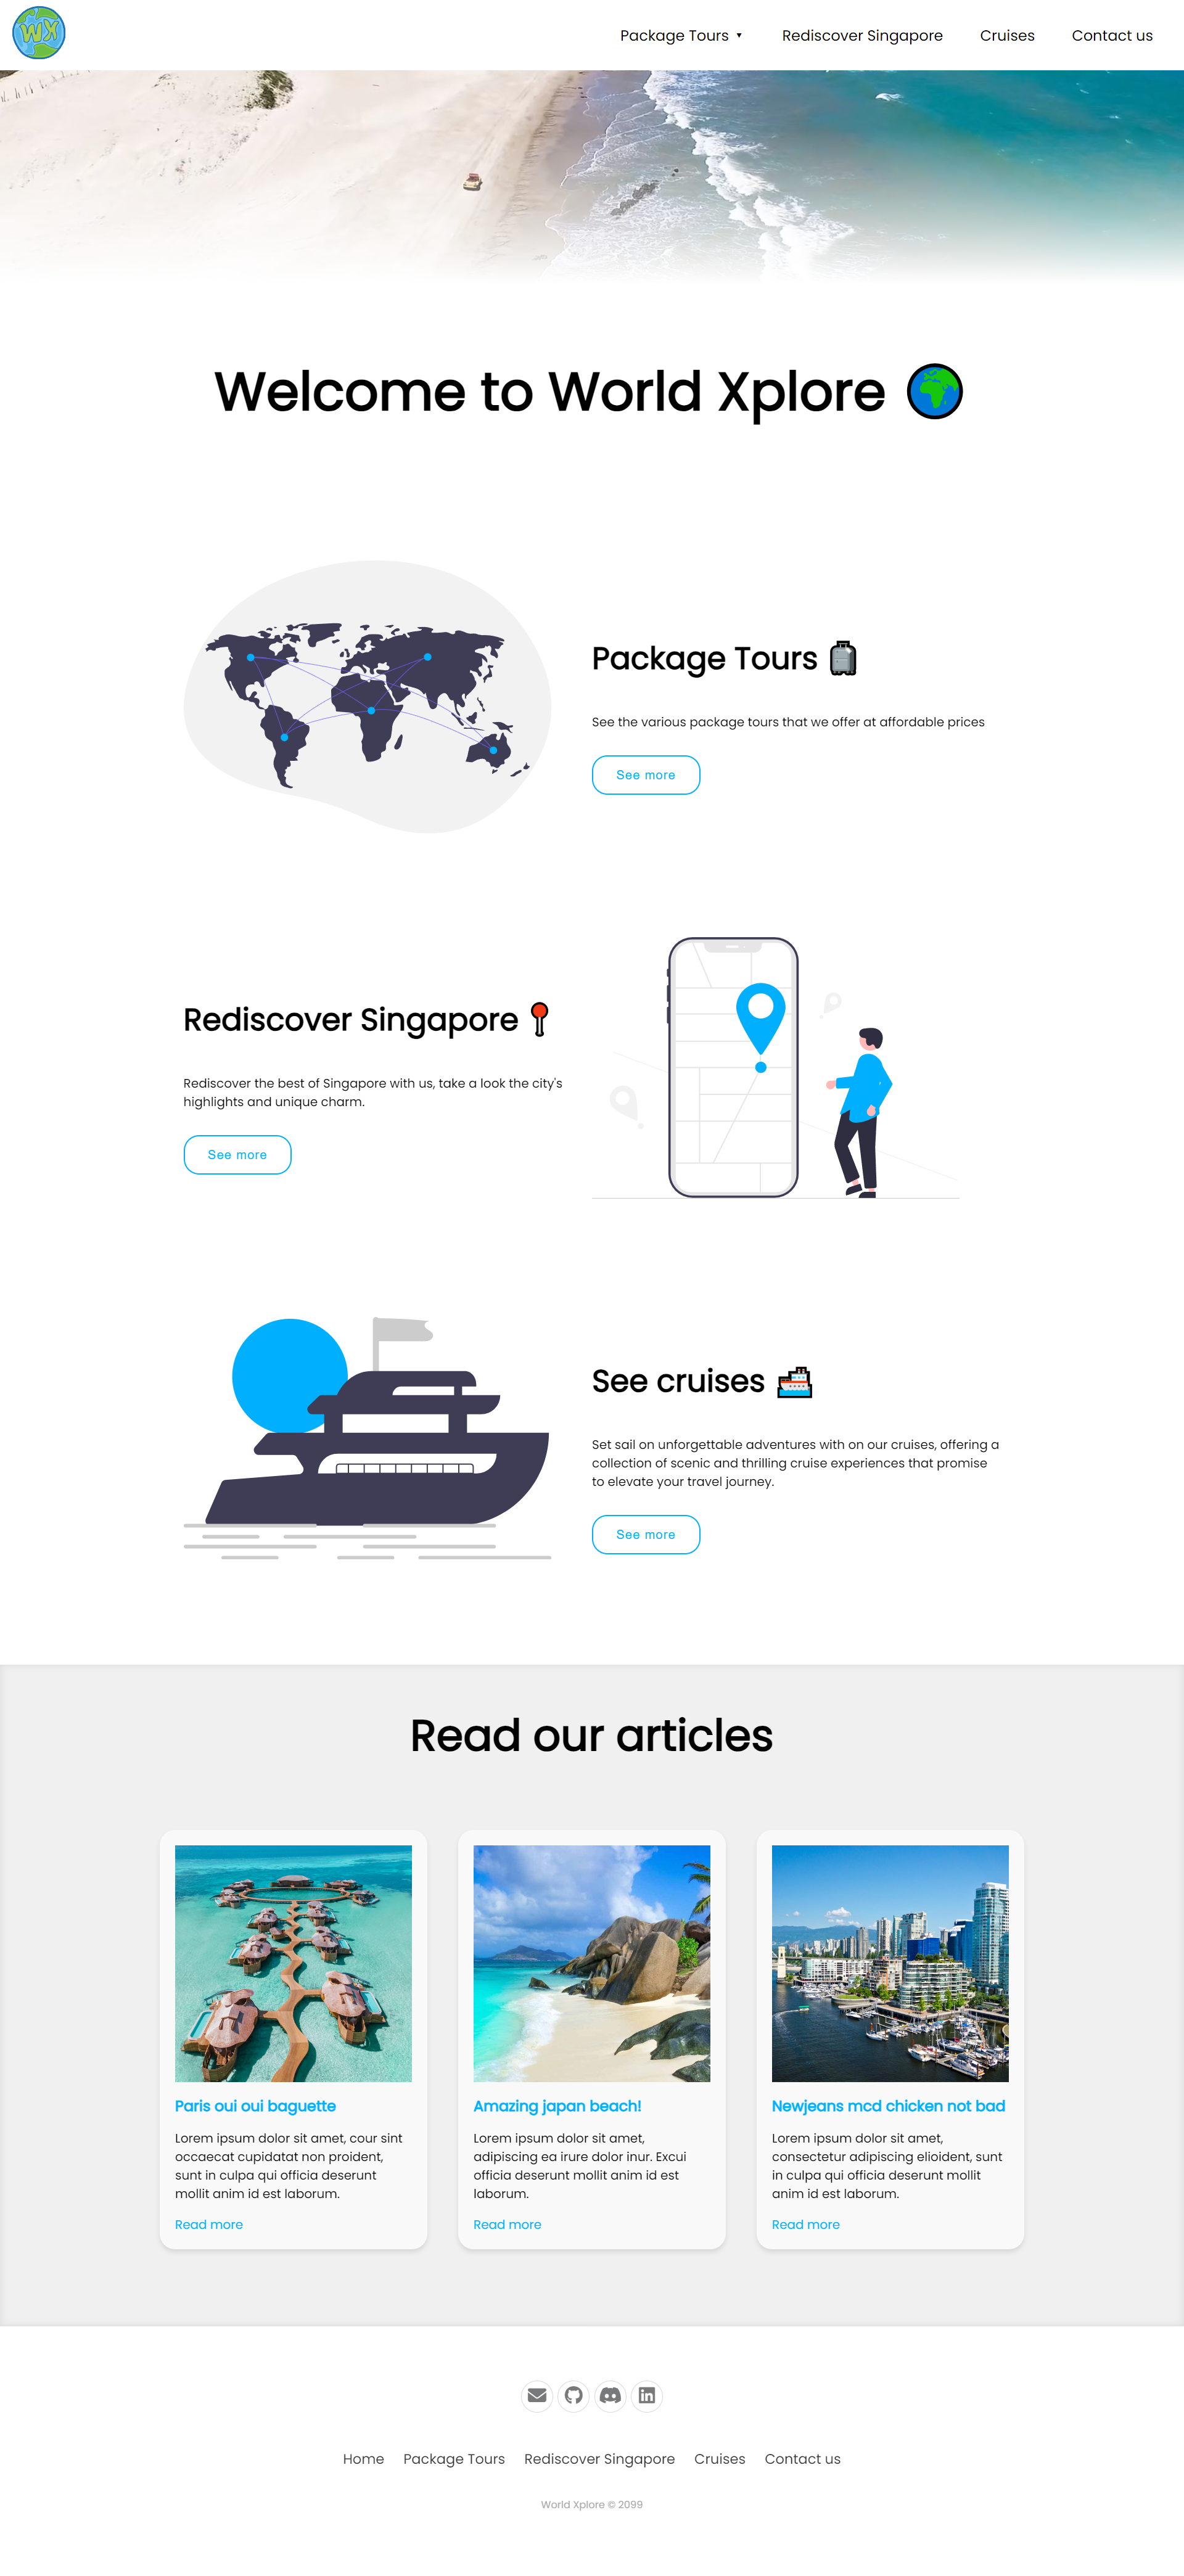 WX
Package Tours ▼ Rediscover Singapore Cruises Contact us
Welcome to World Xplore
Package Tours
See the various package tours that we offer at affordable prices
See more
Rediscover Singapore
Rediscover the best of Singapore with us, take a look the city's
highlights and unique charm.
See more
See cruises
Set sail on unforgettable adventures with on our cruises, offering a
collection of scenic and thrilling cruise experiences that promise
to elevate your travel journey.
See more
Read our articles
Paris oui oui baguette
Lorem ipsum dolor sit amet, cour sint
occaecat cupidatat non proident,
sunt in culpa qui officia deserunt
mollit anim id est laborum.
Read more
Amazing japan beach!
Lorem ipsum dolor sit amet,
adipiscing ea irure dolor inur. Excui
officia deserunt mollit anim id est
laborum.
Read more
Newjeans mcd chicken not bad
Lorem ipsum dolor sit amet,
consectetur adipiscing elioident, sunt
in culpa qui officia deserunt mollit
anim id est laborum.
Read more
Home Package Tours Rediscover Singapore Cruises Contact us
World Xplore © 2099